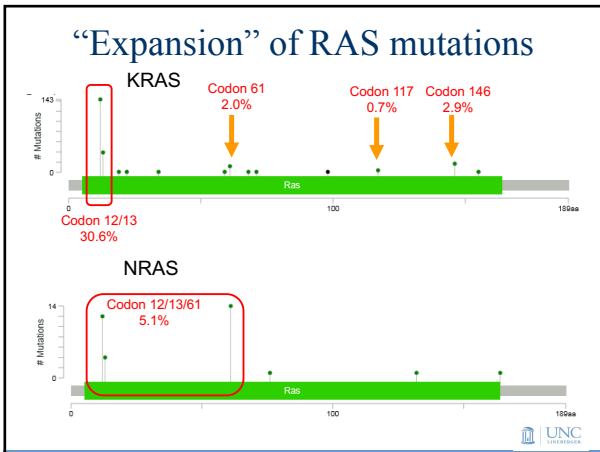 “Expansion” of RAS mutations
KRAS
Codon 61
2.0%
Codon 117
0.7%
Codon 146
2.9%
143
# Mutations
0
Ras
0
100
189aa
Codon 12/13
30.6%
NRAS
14
Codon 12/13/61
5.1%
# Mutations
0
Ras
0
100
189aa
UNC
LINEBERGER